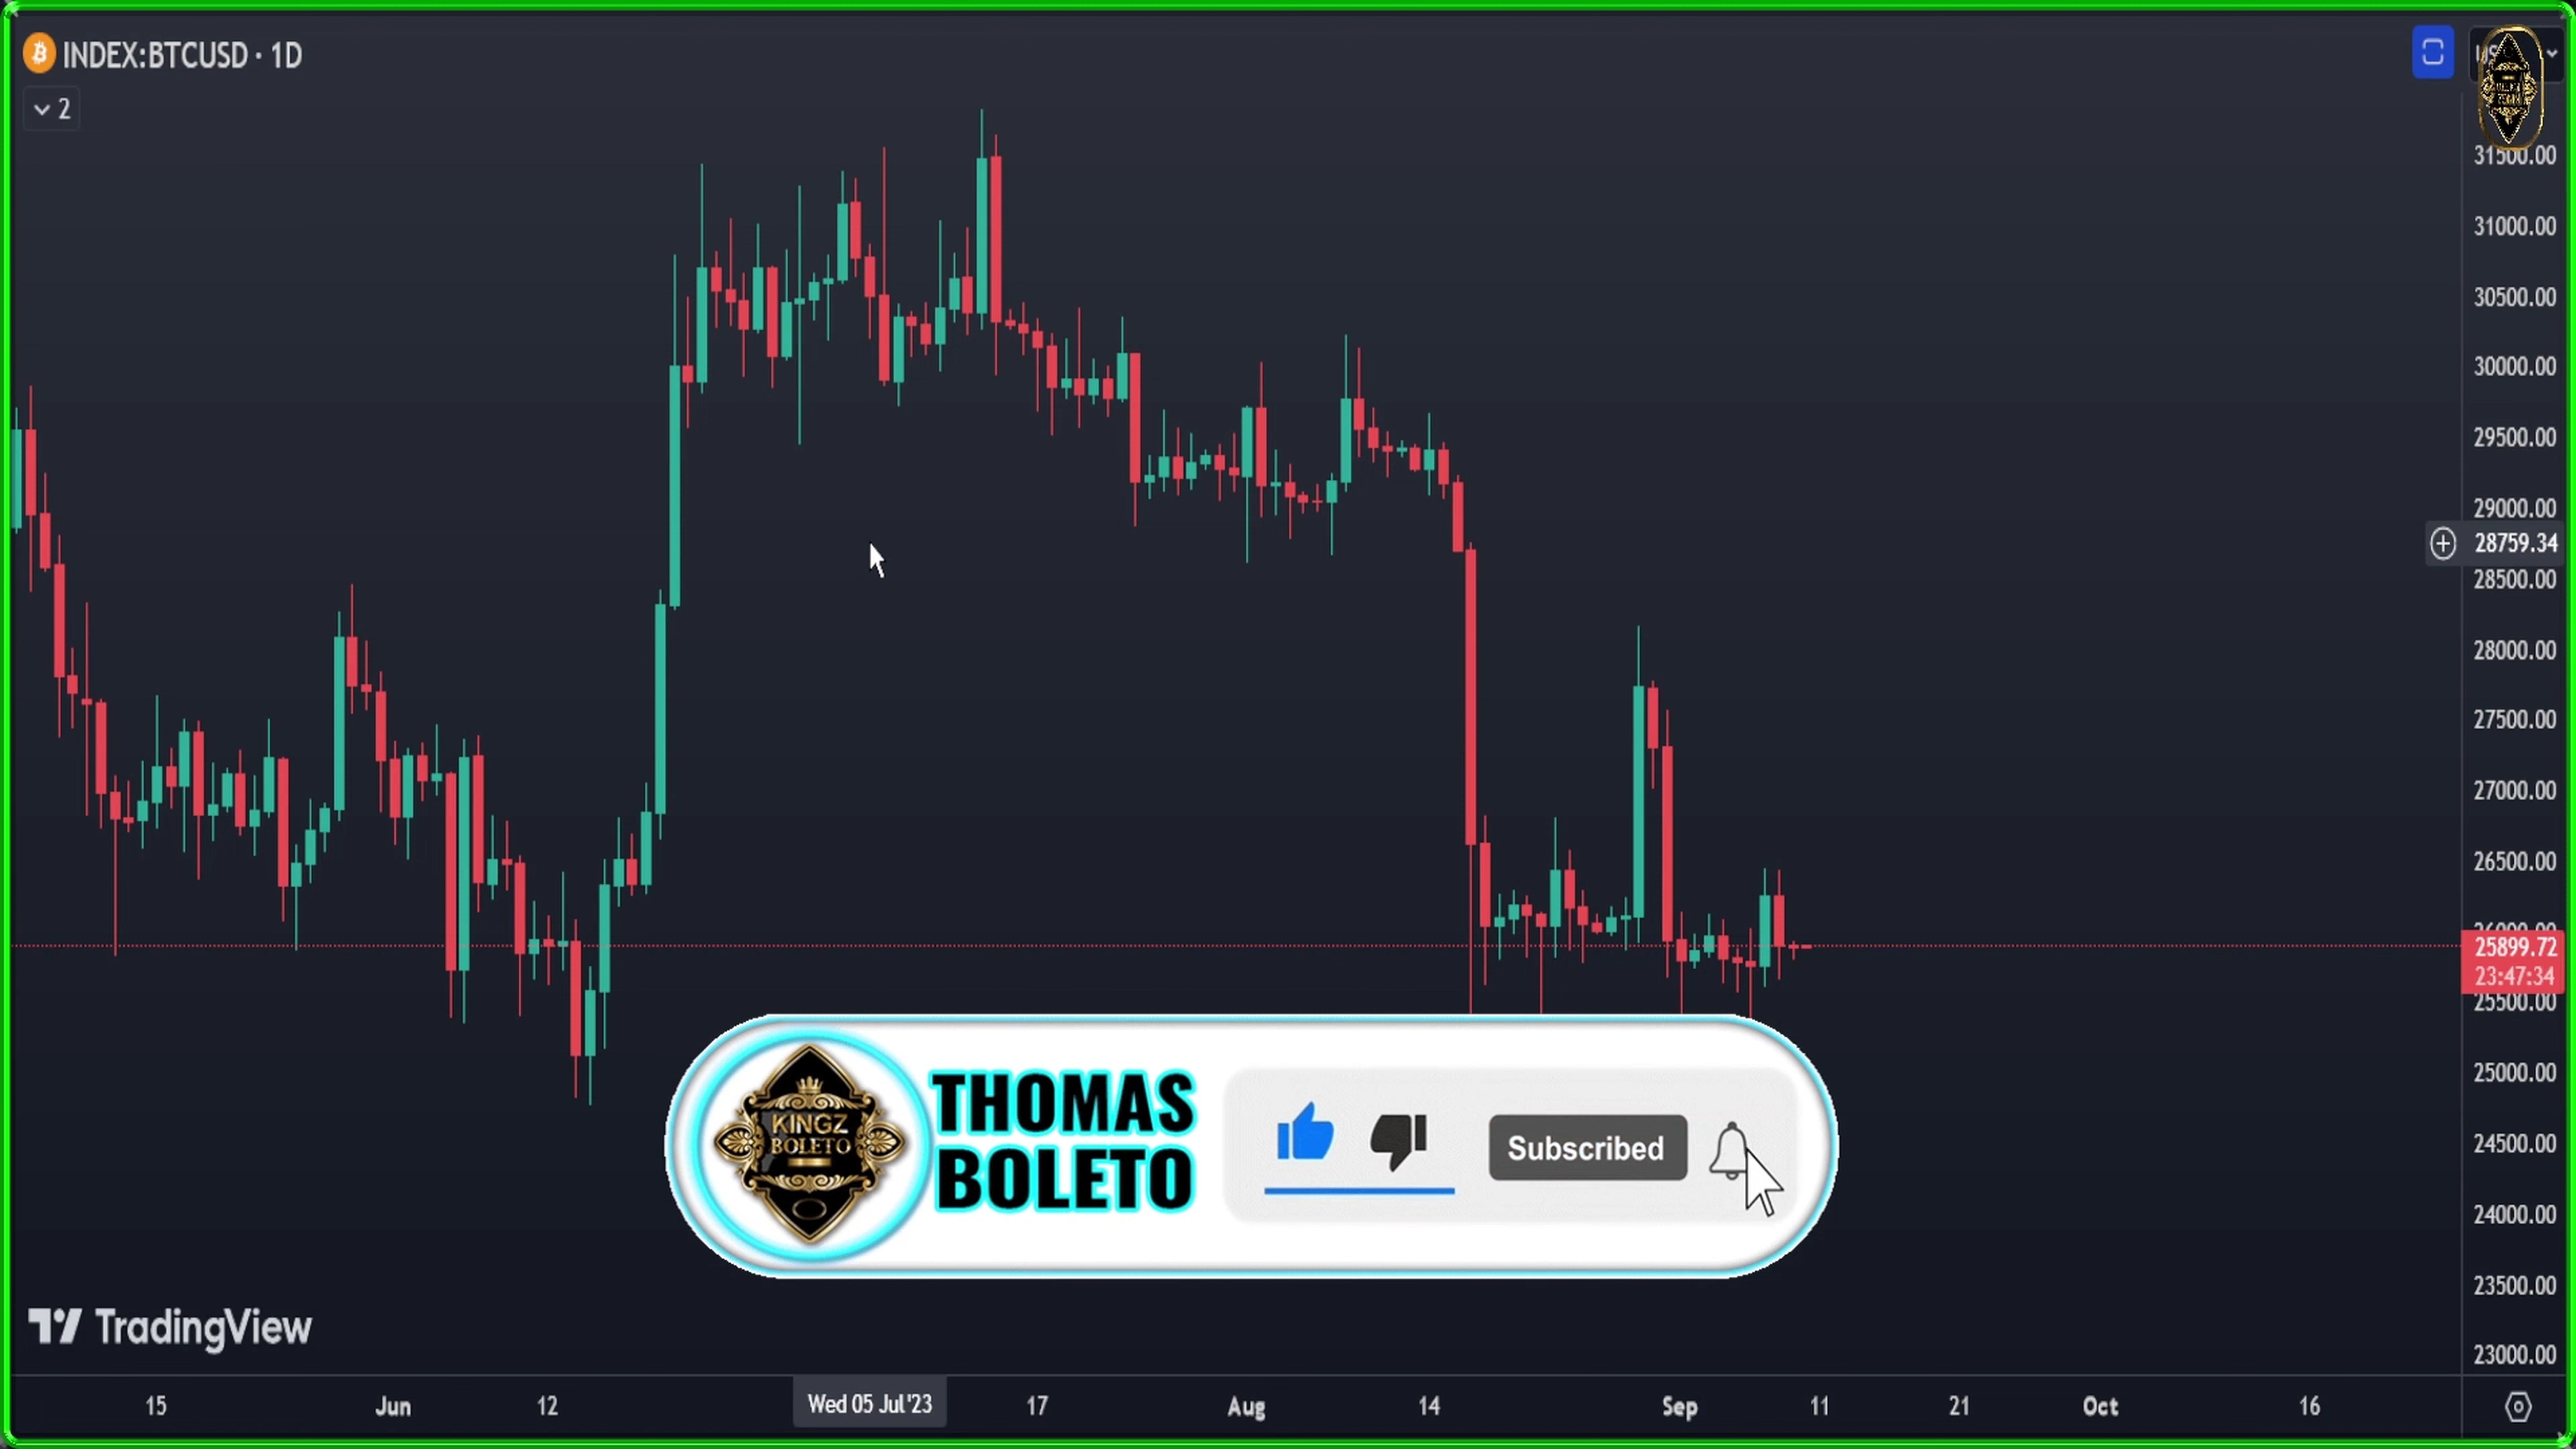 INDEX:BTCUSD · 1D
2
31500.00
31000.00
30500.00
30000.00
29500.00
29000.00
28759.34
28500.00
28000.00
27500.00
27000.00
26500.00
25899.72
23:47:34
25500.00
25000.00
24500.00
24000.00
23500.00
23000.00
KINGZ
BOLETO
THOMAS
BOLETO
Subscribed
TradingView
15 Jun 12 Wed 05 Jul '23 17 Aug 14 Sep 11 21 Oct 16